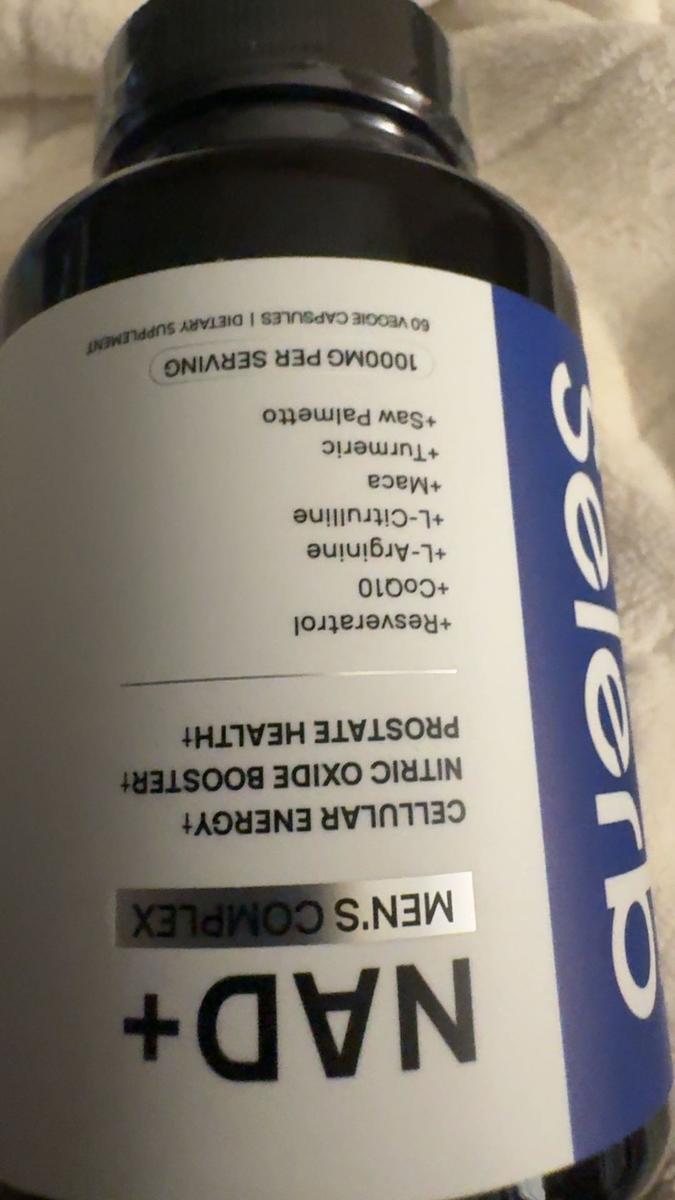 selerb
NAD+
MEN'S COMPLEX
CELLULAR ENERGY†
NITRIC OXIDE BOOSTER†
PROSTATE HEALTH†
+Resveratrol
+CoQ10
+L-Arginine
+L-Citrulline
+Maca
+Turmeric
+Saw Palmetto
1000MG PER SERVING
60 VEGGIE CAPSULES | DIETARY SUPPLEMENT